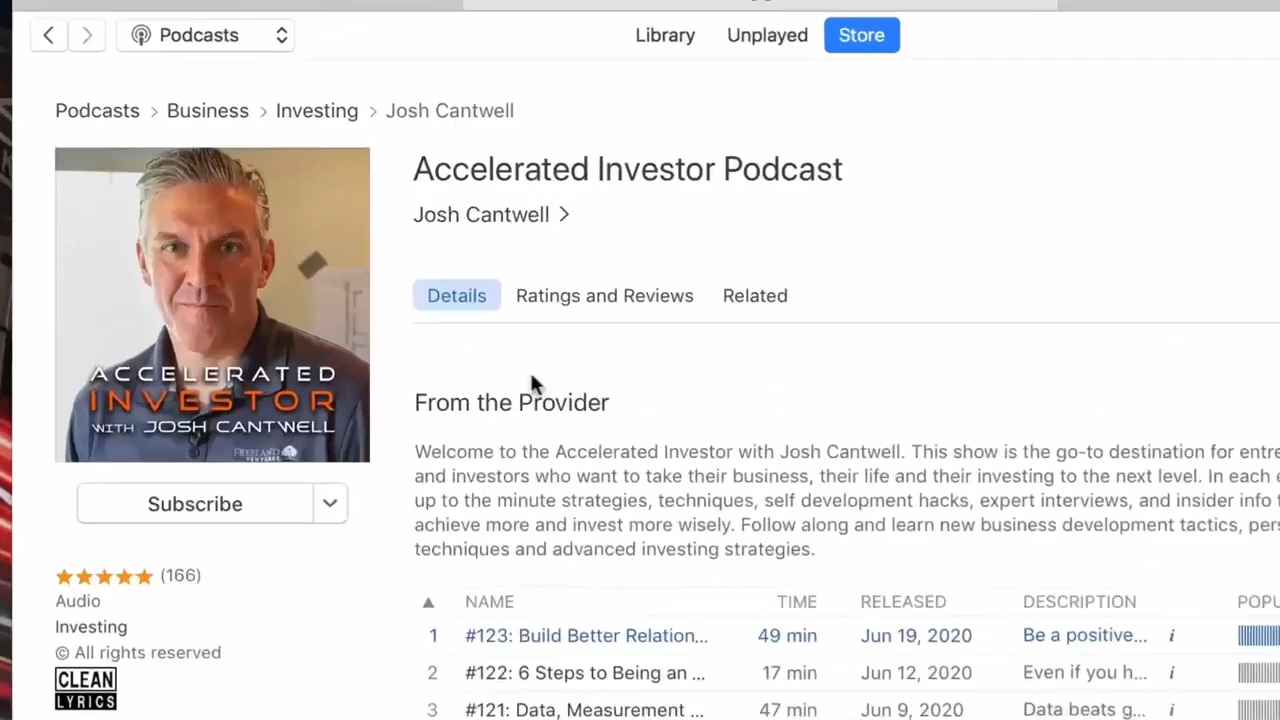 Podcasts
Library
Unplayed
Store
Podcasts > Business > Investing > Josh Cantwell
ACCELERATED
INVESTOR
WITH JOSH CANTWELL
FREELAND
VENTURES
Subscribe
★★★★★ (166)
Audio
Investing
© All rights reserved
CLEAN
LYRICS
Accelerated Investor Podcast
Josh Cantwell >
Details
Ratings and Reviews
Related
From the Provider
Welcome to the Accelerated Investor with Josh Cantwell. This show is the go-to destination for entre
and investors who want to take their business, their life and their investing to the next level. In each e
up to the minute strategies, techniques, self development hacks, expert interviews, and insider info t
achieve more and invest more wisely. Follow along and learn new business development tactics, pers
techniques and advanced investing strategies.
▲ NAME TIME RELEASED DESCRIPTION POPU
1 #123: Build Better Relation... 49 min Jun 19, 2020 Be a positive... i
2 #122: 6 Steps to Being an ... 17 min Jun 12, 2020 Even if you h... i
3 #121: Data, Measurement ... 47 min Jun 9, 2020 Data beats g... i